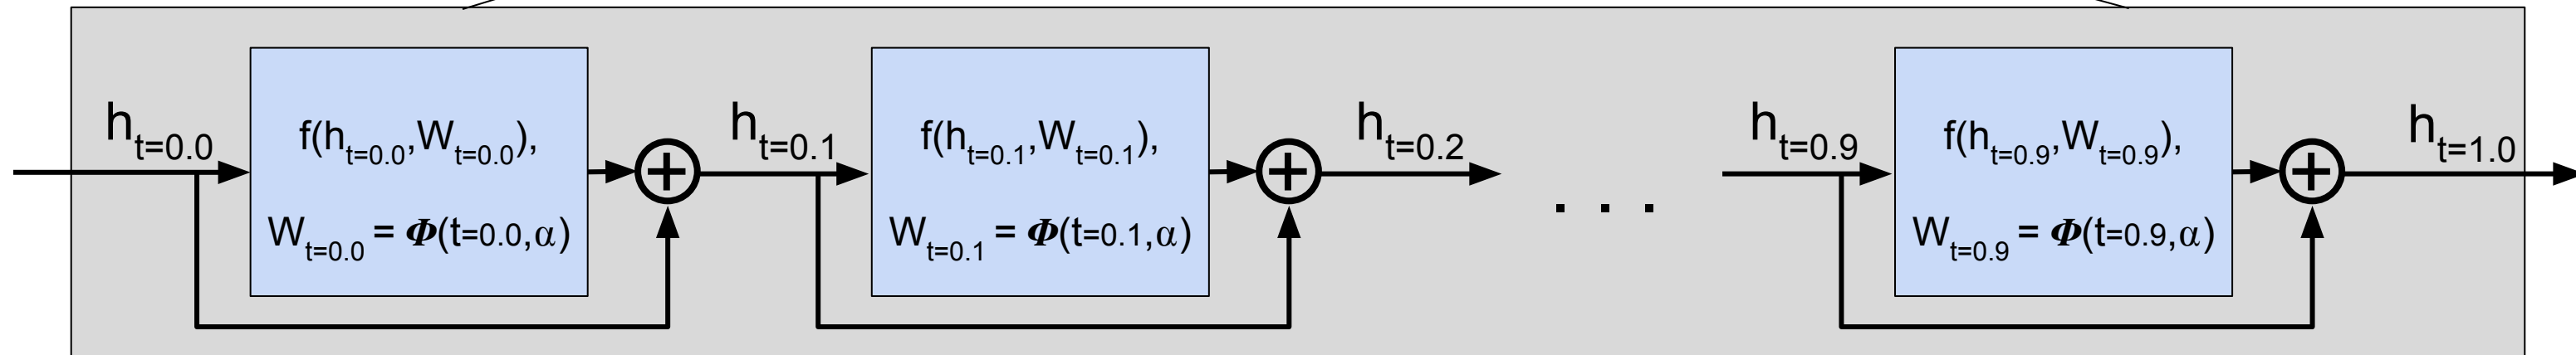 h_{t=0.0}
f(h_{t=0.0},W_{t=0.0}),
W_{t=0.0} = Φ(t=0.0,α)
h_{t=0.1}
f(h_{t=0.1},W_{t=0.1}),
W_{t=0.1} = Φ(t=0.1,α)
h_{t=0.2}
. . .
h_{t=0.9}
f(h_{t=0.9},W_{t=0.9}),
W_{t=0.9} = Φ(t=0.9,α)
h_{t=1.0}